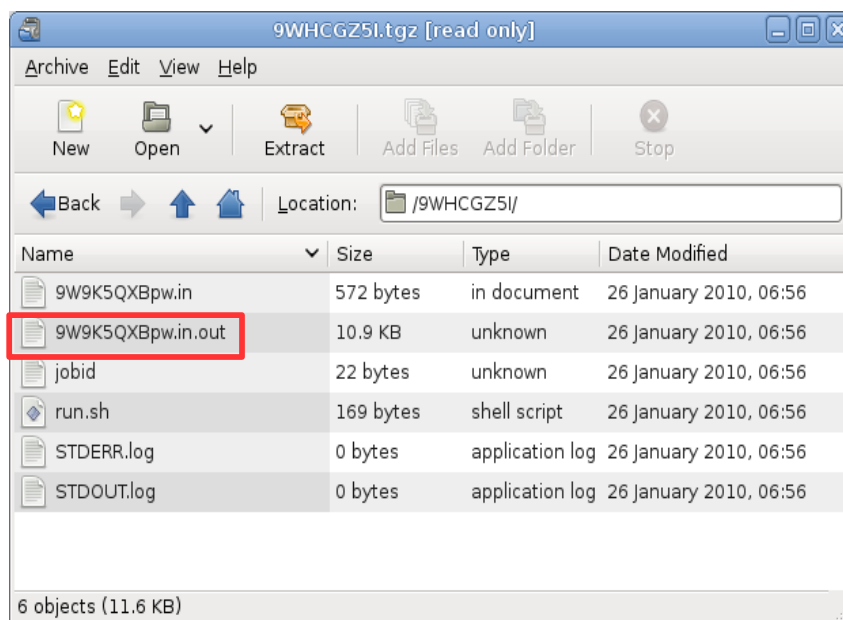 9WHCGZ5I.tgz [read only]
Archive Edit View Help
New Open Extract Add Files Add Folder Stop
Back Location: /9WHCGZ5I/
Name Size Type Date Modified
9W9K5QXBpw.in 572 bytes in document 26 January 2010, 06:56
9W9K5QXBpw.in.out 10.9 KB unknown 26 January 2010, 06:56
jobid 22 bytes unknown 26 January 2010, 06:56
run.sh 169 bytes shell script 26 January 2010, 06:56
STDERR.log 0 bytes application log 26 January 2010, 06:56
STDOUT.log 0 bytes application log 26 January 2010, 06:56
6 objects (11.6 KB)